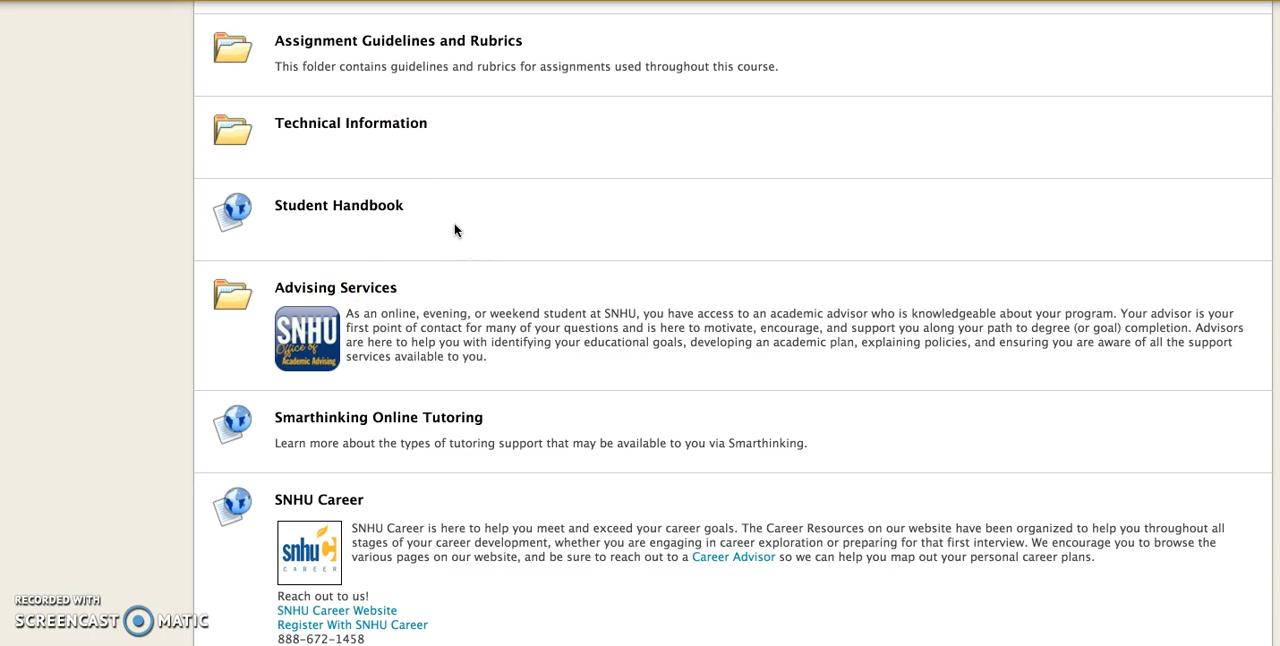 Assignment Guidelines and Rubrics
This folder contains guidelines and rubrics for assignments used throughout this course.
Technical Information
Student Handbook
Advising Services
SNHU
Office of
Academic Advising
As an online, evening, or weekend student at SNHU, you have access to an academic advisor who is knowledgeable about your program. Your advisor is your
first point of contact for many of your questions and is here to motivate, encourage, and support you along your path to degree (or goal) completion. Advisors
are here to help you with identifying your educational goals, developing an academic plan, explaining policies, and ensuring you are aware of all the support
services available to you.
Smarthinking Online Tutoring
Learn more about the types of tutoring support that may be available to you via Smarthinking.
SNHU Career
snhu
CAREER
SNHU Career is here to help you meet and exceed your career goals. The Career Resources on our website have been organized to help you throughout all
stages of your career development, whether you are engaging in career exploration or preparing for that first interview. We encourage you to browse the
various pages on our website, and be sure to reach out to a Career Advisor so we can help you map out your personal career plans.
Reach out to us!
SNHU Career Website
Register With SNHU Career
888-672-1458
RECORDED WITH
SCREENCAST MATIC